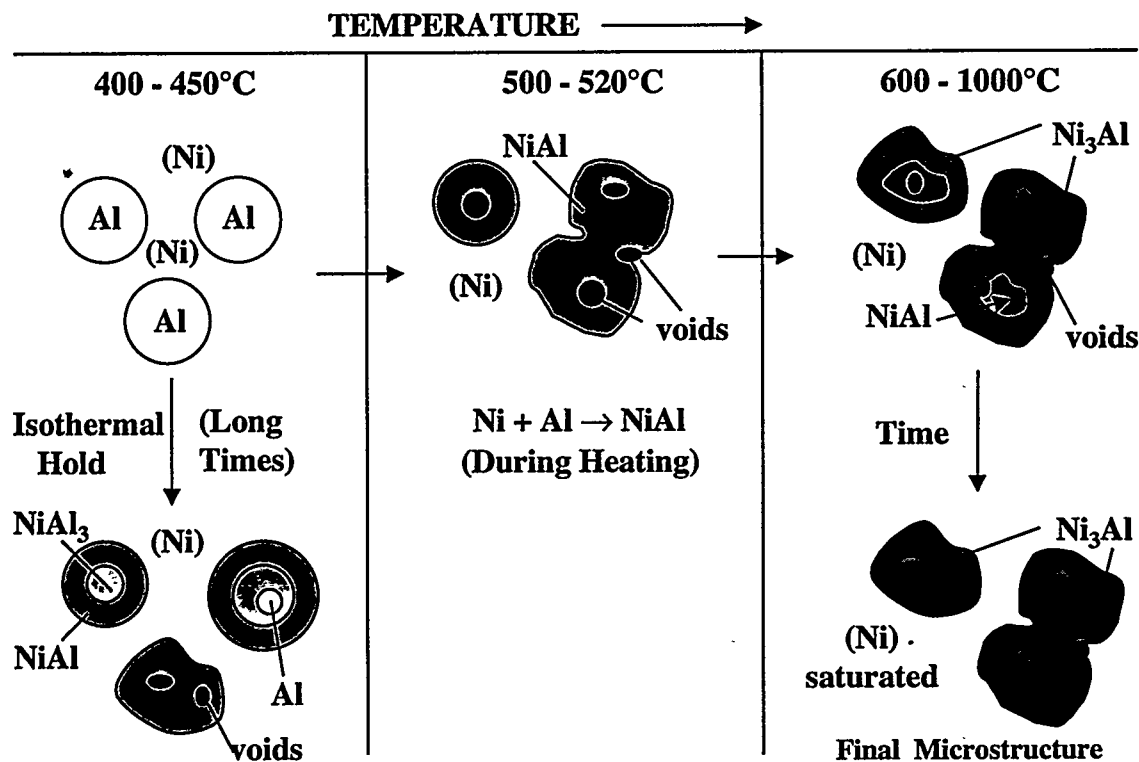 TEMPERATURE
400 - 450°C
(Ni)
Al
Al
(Ni)
Al
Isothermal
Hold
(Long
Times)
NiAl₃
(Ni)
NiAl
Al
voids
500 - 520°C
NiAl
(Ni)
voids
Ni + Al → NiAl
(During Heating)
600 - 1000°C
Ni₃Al
(Ni)
NiAl
voids
Time
Ni₃Al
(Ni)
saturated
Final Microstructure